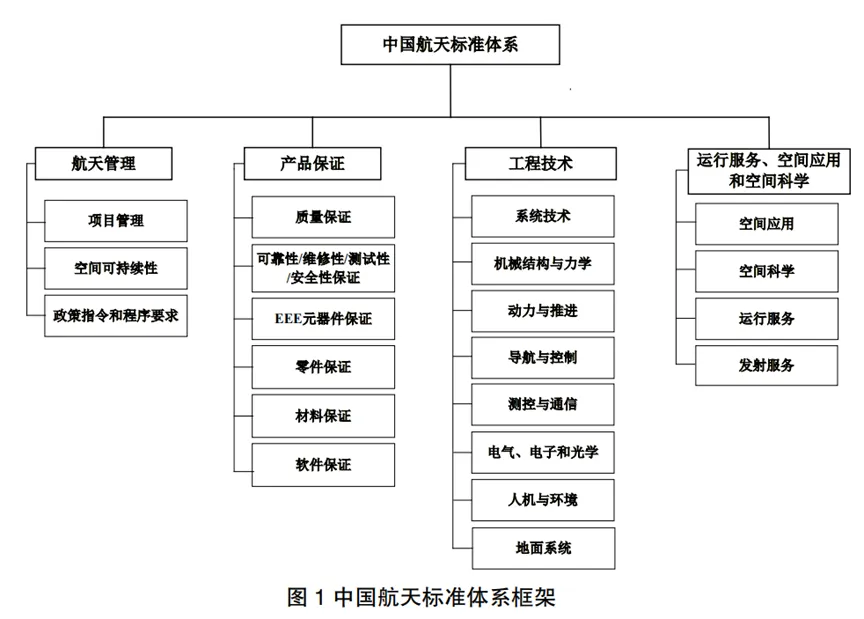 中国航天标准体系
航天管理
项目管理
空间可持续性
政策指令和程序要求
产品保证
质量保证
可靠性/维修性/测试性
/安全性保证
EEE元器件保证
零件保证
材料保证
软件保证
工程技术
系统技术
机械结构与力学
动力与推进
导航与控制
测控与通信
电气、电子和光学
人机与环境
地面系统
运行服务、空间应用
和空间科学
空间应用
空间科学
运行服务
发射服务
图 1 中国航天标准体系框架